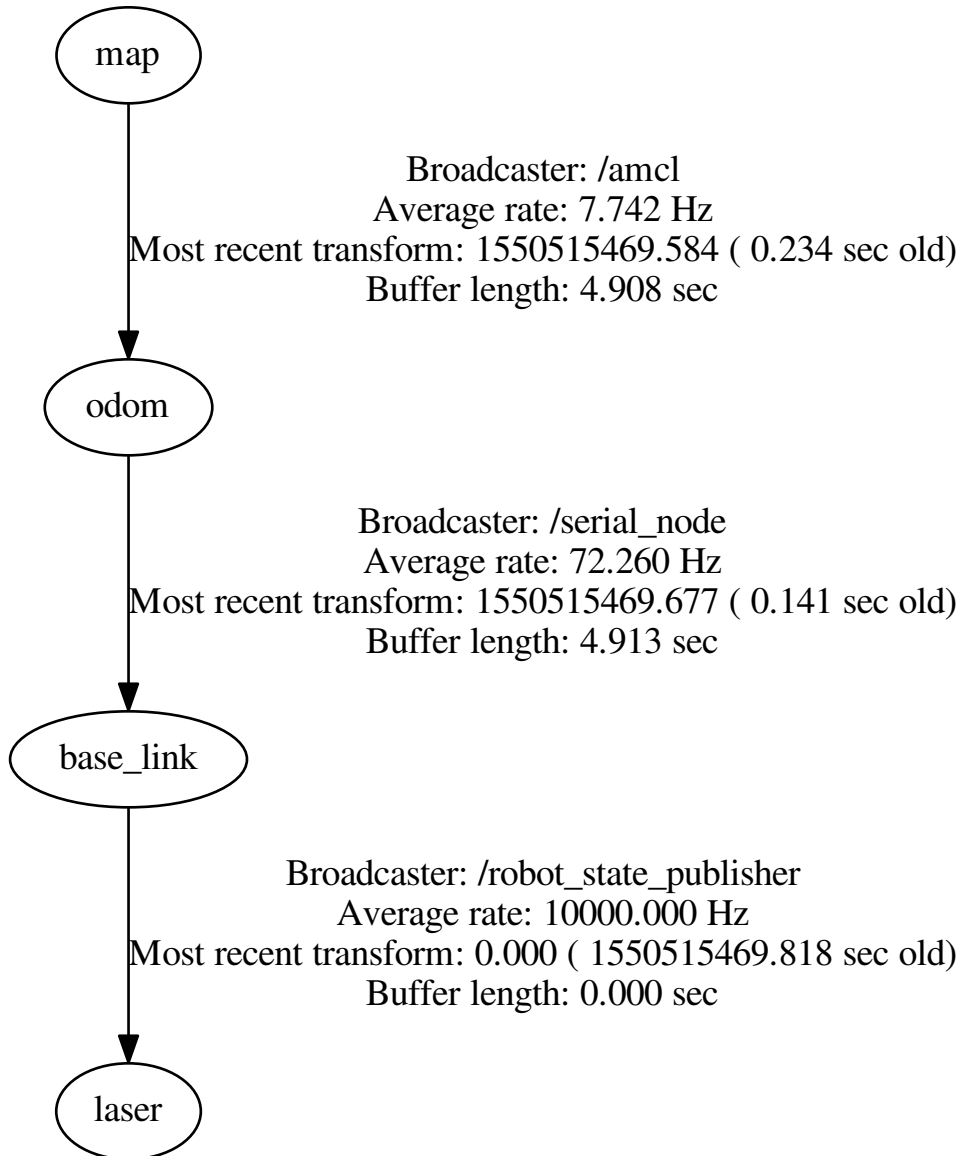 map
Broadcaster: /amcl
Average rate: 7.742 Hz
Most recent transform: 1550515469.584 ( 0.234 sec old)
Buffer length: 4.908 sec
odom
Broadcaster: /serial_node
Average rate: 72.260 Hz
Most recent transform: 1550515469.677 ( 0.141 sec old)
Buffer length: 4.913 sec
base_link
Broadcaster: /robot_state_publisher
Average rate: 10000.000 Hz
Most recent transform: 0.000 ( 1550515469.818 sec old)
Buffer length: 0.000 sec
laser